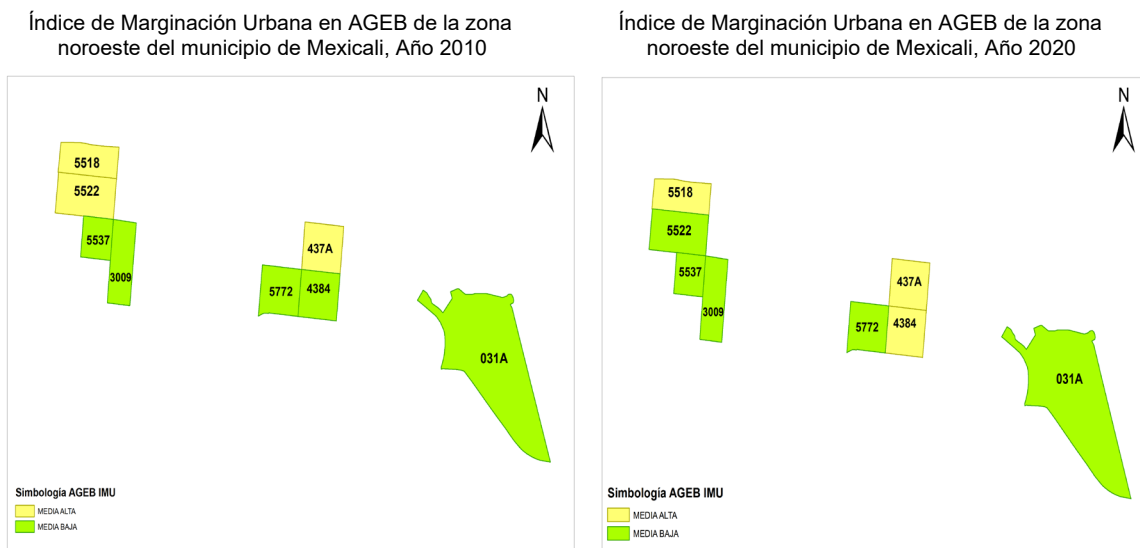 Índice de Marginación Urbana en AGEB de la zona
noroeste del municipio de Mexicali, Año 2010
N
5518
5522
5537
3009
437A
5772
4384
031A
Simbología AGEB IMU
MEDIA ALTA
MEDIA BAJA
Índice de Marginación Urbana en AGEB de la zona
noroeste del municipio de Mexicali, Año 2020
N
5518
5522
5537
3009
437A
5772
4384
031A
Simbología AGEB IMU
MEDIA ALTA
MEDIA BAJA